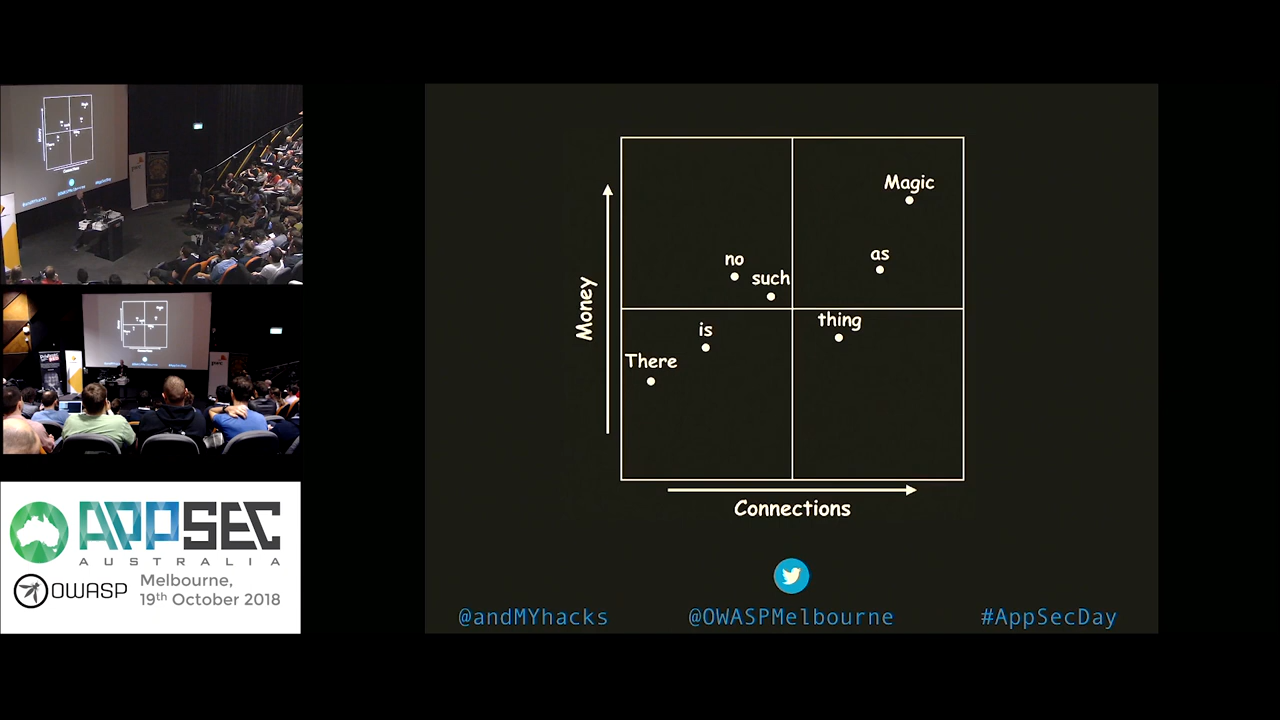 APPSEC
AUSTRALIA
OWASP
Melbourne,
19th October 2018
Money
Magic
as
no
such
thing
is
There
Connections
@andMYhacks
@OWASPMelbourne
#AppSecDay